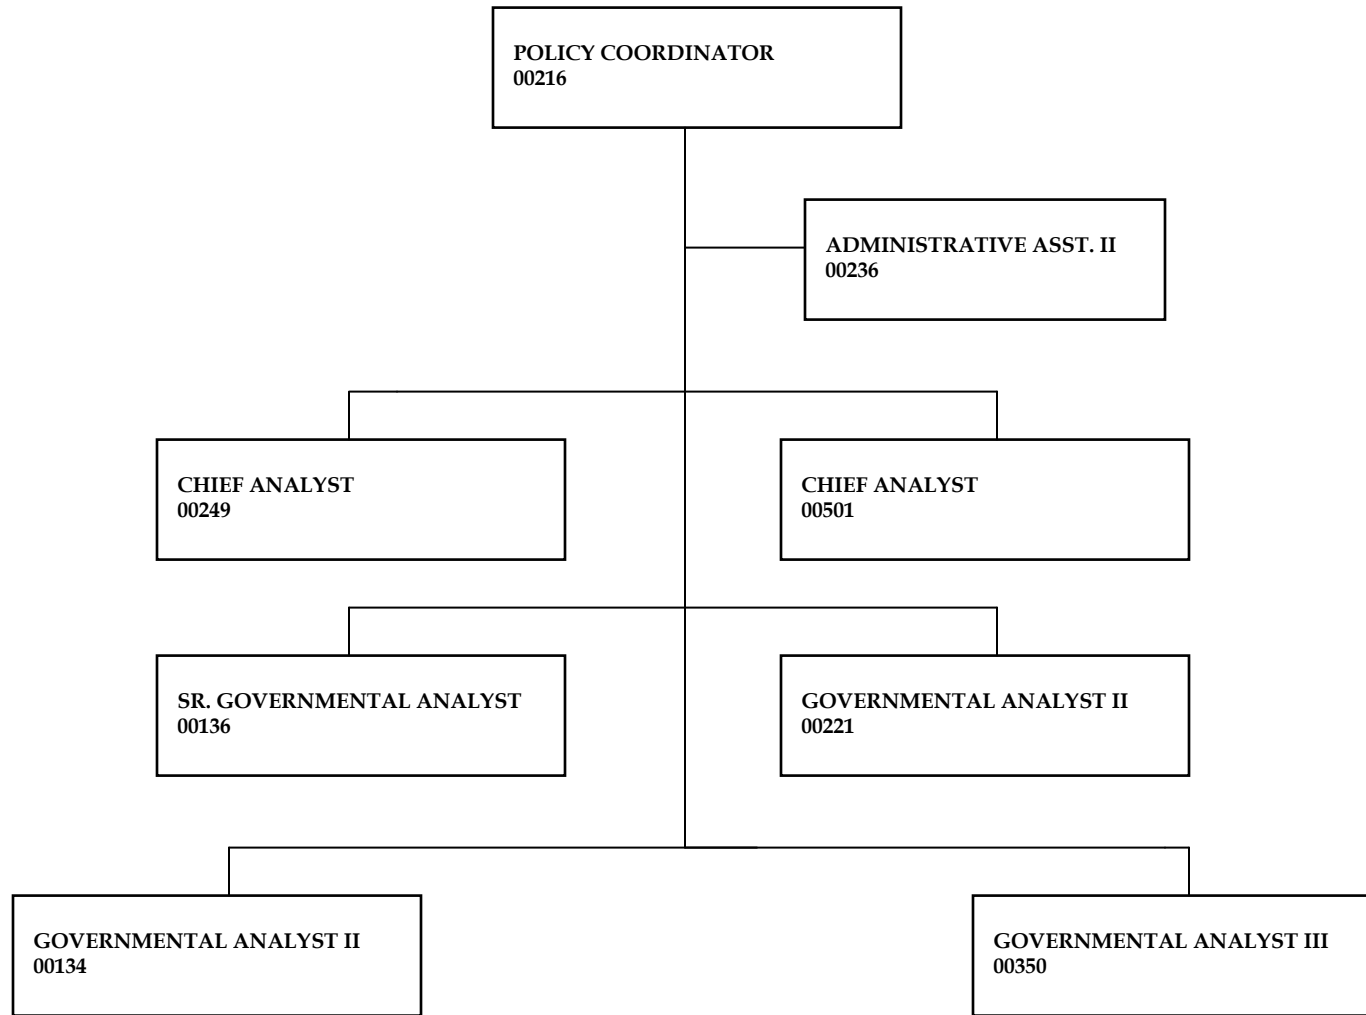 POLICY COORDINATOR
00216
ADMINISTRATIVE ASST. II
00236
CHIEF ANALYST
00249
CHIEF ANALYST
00501
SR. GOVERNMENTAL ANALYST
00136
GOVERNMENTAL ANALYST II
00221
GOVERNMENTAL ANALYST II
00134
GOVERNMENTAL ANALYST III
00350